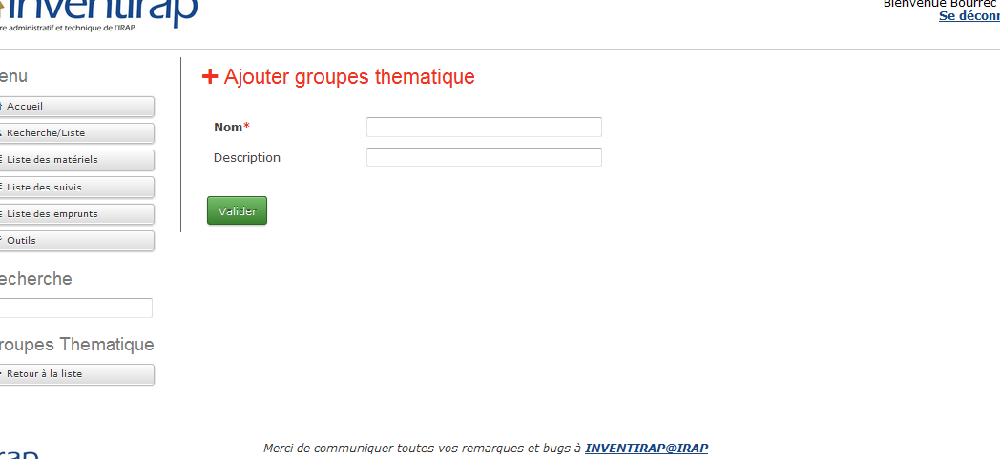 inventirap
Bienvenue Bourrec
re administratif et technique de l'IRAP
Se déconn
enu
Accueil
Recherche/Liste
Liste des matériels
Liste des suivis
Liste des emprunts
Outils
echerche
roupes Thematique
Retour à la liste
+ Ajouter groupes thematique
Nom*
Description
Valider
Merci de communiquer toutes vos remarques et bugs à INVENTIRAP@IRAP
rap